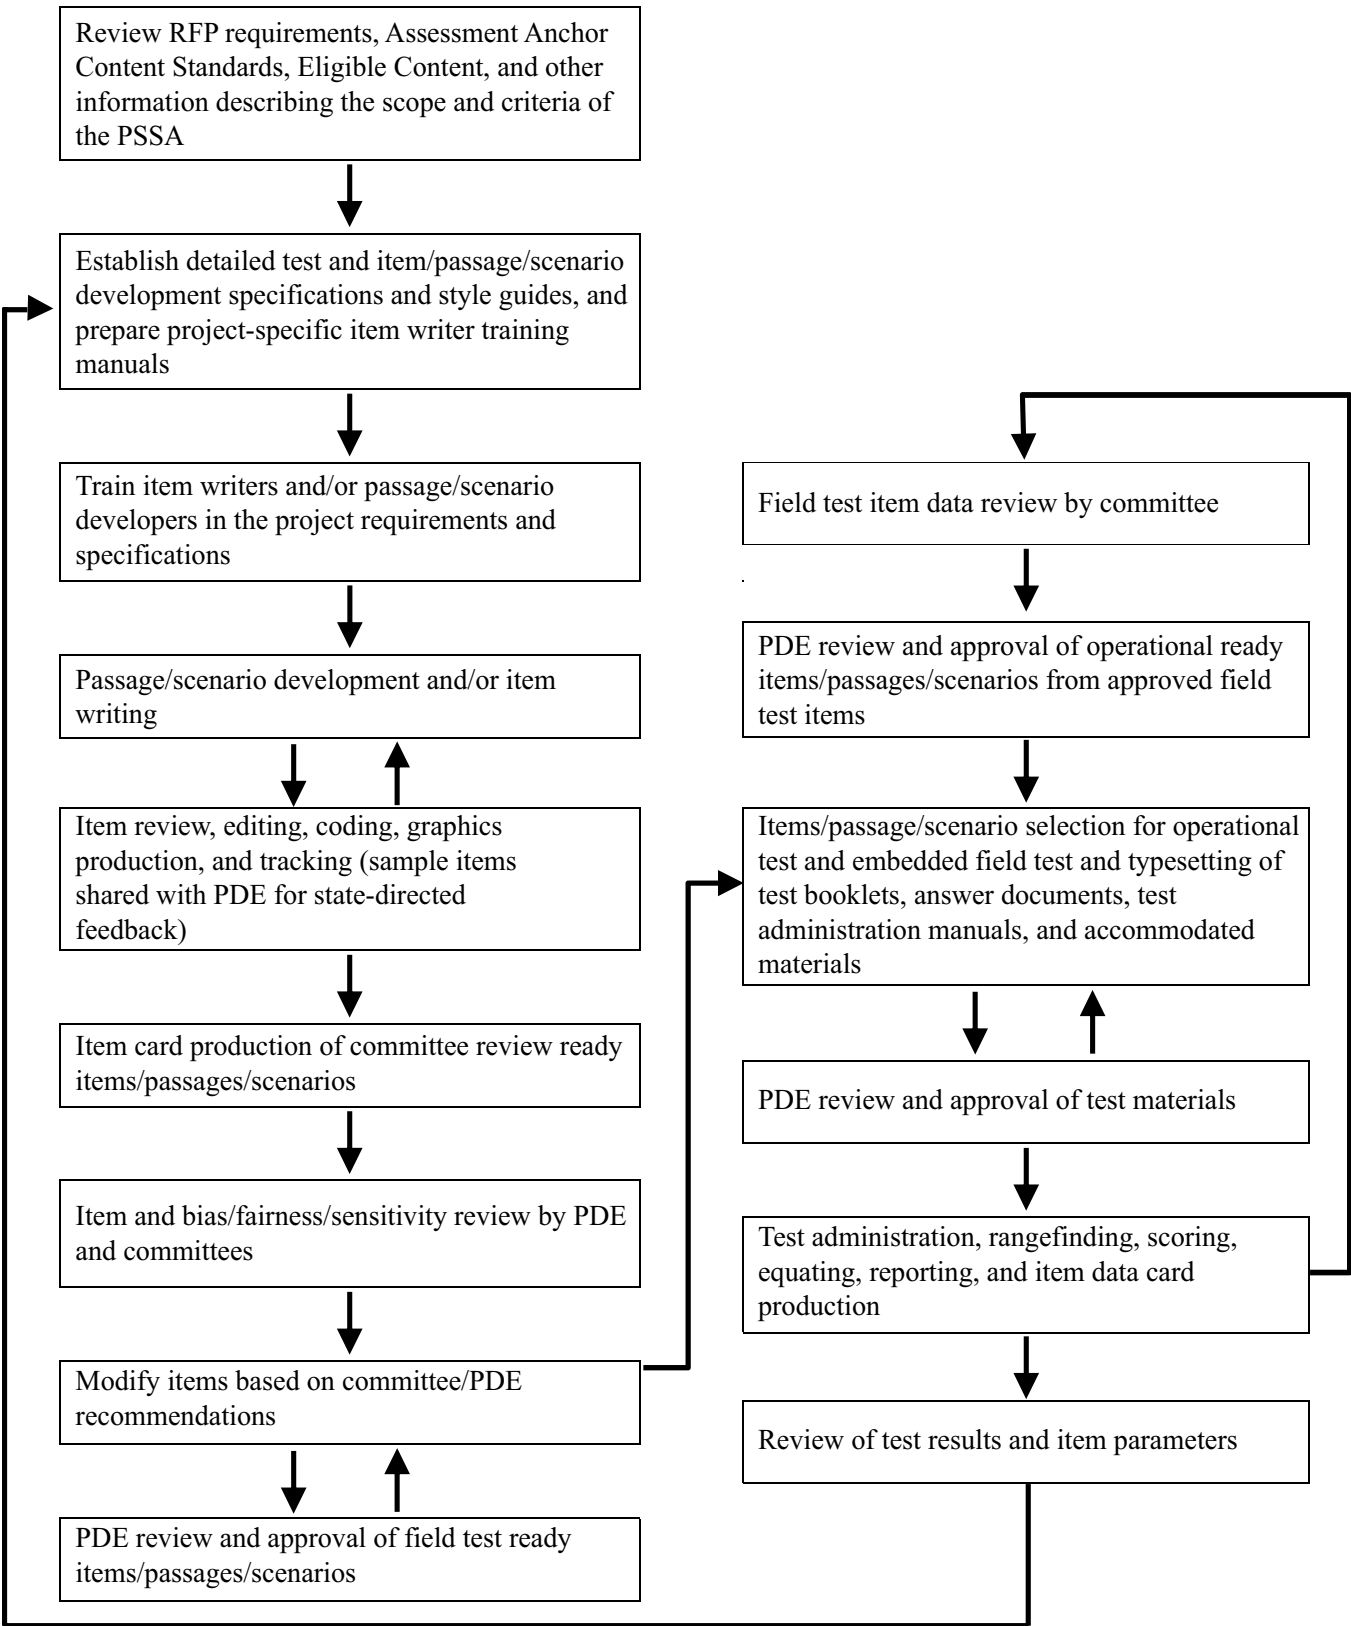 Review RFP requirements, Assessment Anchor
Content Standards, Eligible Content, and other
information describing the scope and criteria of
the PSSA
Establish detailed test and item/passage/scenario
development specifications and style guides, and
prepare project-specific item writer training
manuals
Train item writers and/or passage/scenario
developers in the project requirements and
specifications
Passage/scenario development and/or item
writing
Item review, editing, coding, graphics
production, and tracking (sample items
shared with PDE for state-directed
feedback)
Item card production of committee review ready
items/passages/scenarios
Item and bias/fairness/sensitivity review by PDE
and committees
Modify items based on committee/PDE
recommendations
PDE review and approval of field test ready
items/passages/scenarios
Field test item data review by committee
PDE review and approval of operational ready
items/passages/scenarios from approved field
test items
Items/passage/scenario selection for operational
test and embedded field test and typesetting of
test booklets, answer documents, test
administration manuals, and accommodated
materials
PDE review and approval of test materials
Test administration, rangefinding, scoring,
equating, reporting, and item data card
production
Review of test results and item parameters